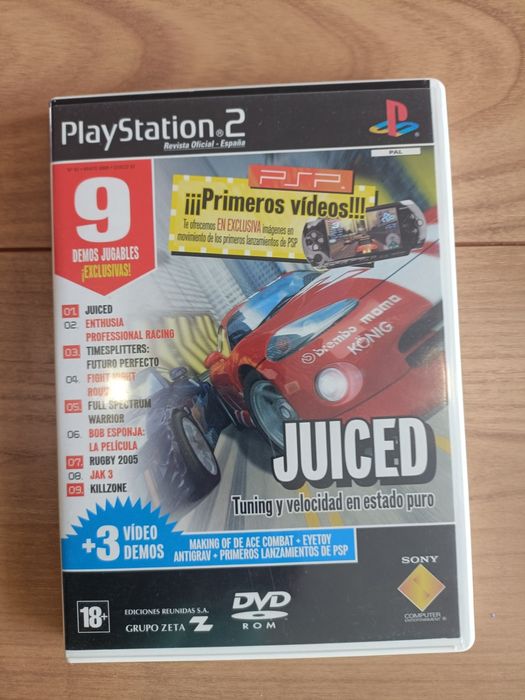 PlayStation®2
Revista Oficial - España
PAL
9
DEMOS JUGABLES
¡EXCLUSIVAS!
PSP
¡¡¡Primeros vídeos!!!
Te ofrecemos EN EXCLUSIVA imágenes en
movimiento de los primeros lanzamientos de PSP
01. JUICED
02. ENTHUSIA
PROFESSIONAL RACING
03. TIMESPLITTERS:
FUTURO PERFECTO
04. FIGHT NIGHT
05. FULL SPECTRUM
WARRIOR
06. BOB ESPONJA:
LA PELÍCULA
07. RUGBY 2005
08. JAK 3
09. KILLZONE
brembo momo
KÖNIG
JUICED
Tuning y velocidad en estado puro
+3 VÍDEO
DEMOS
MAKING OF DE ACE COMBAT + EYETOY
ANTIGRAV + PRIMEROS LANZAMIENTOS DE PSP
18+
EDICIONES REUNIDAS S.A.
GRUPO ZETA Z
DVD
ROM
SONY
COMPUTER
ENTERTAINMENT